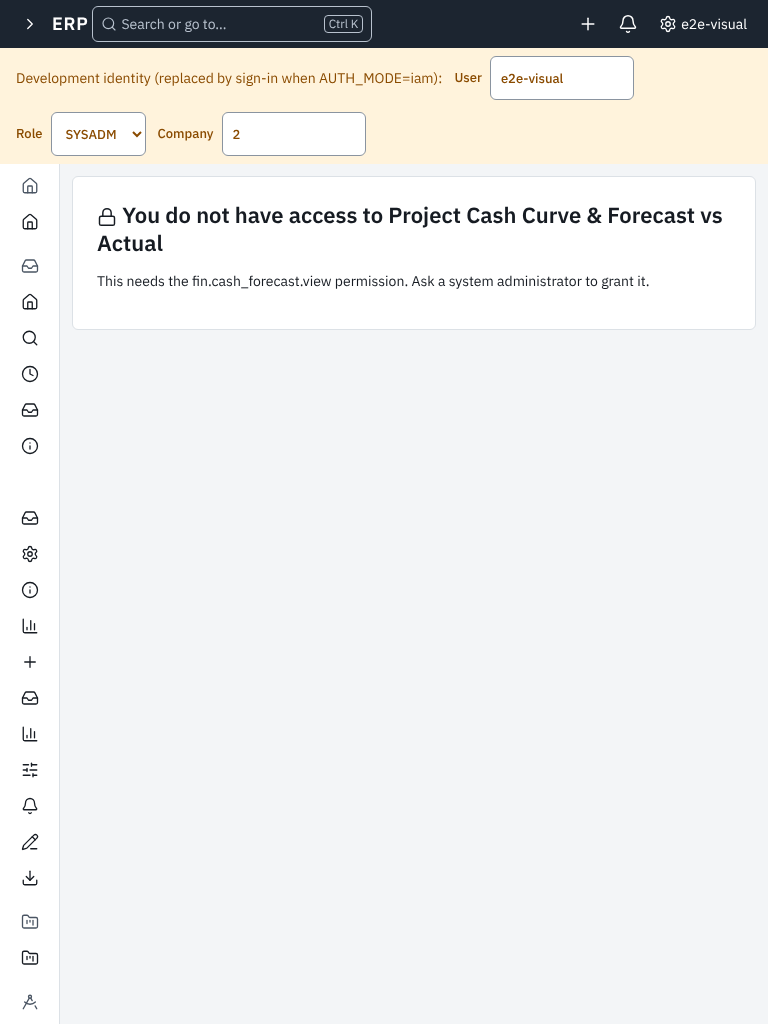 ERP
Search or go to...
Ctrl K
e2e-visual
Development identity (replaced by sign-in when AUTH_MODE=iam):
User
e2e-visual
Role
SYSADM
Company
2
You do not have access to Project Cash Curve & Forecast vs
Actual
This needs the fin.cash_forecast.view permission. Ask a system administrator to grant it.